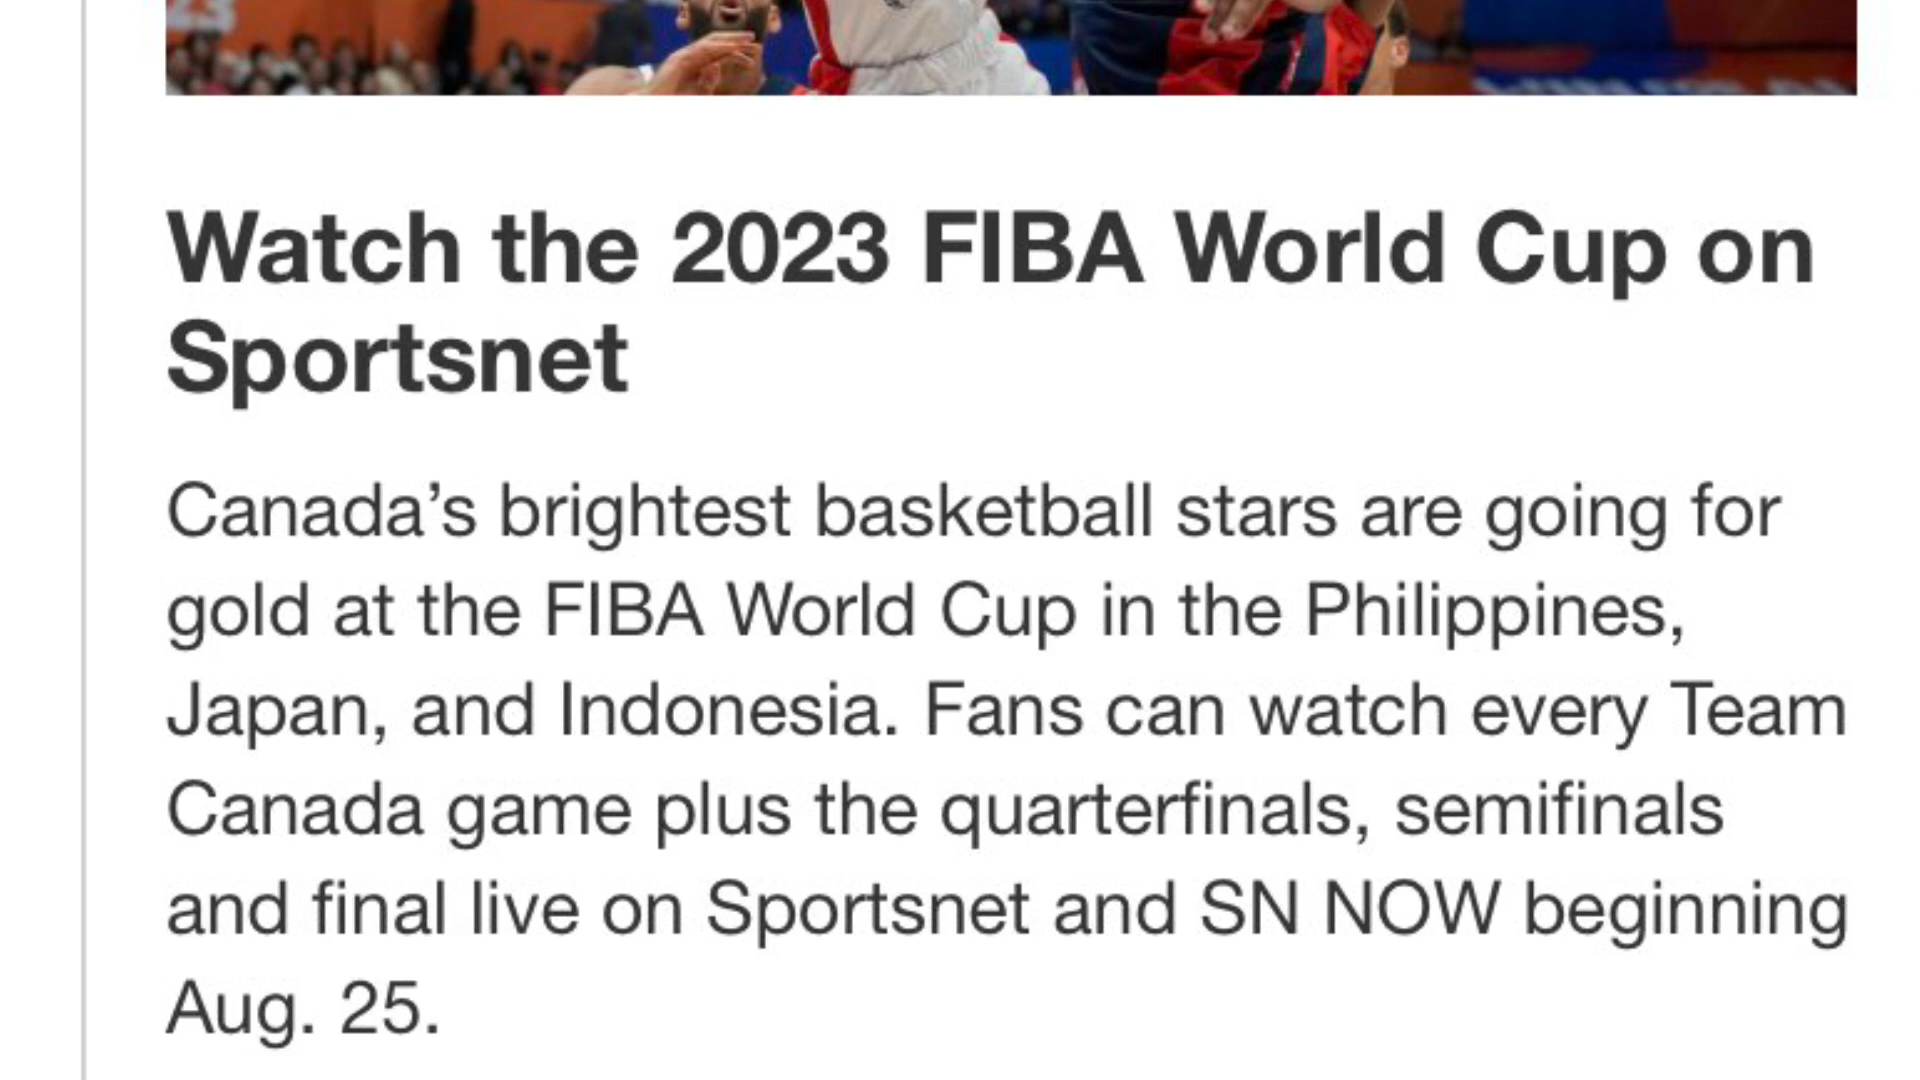 23
Watch the 2023 FIBA World Cup on
Sportsnet
Canada’s brightest basketball stars are going for
gold at the FIBA World Cup in the Philippines,
Japan, and Indonesia. Fans can watch every Team
Canada game plus the quarterfinals, semifinals
and final live on Sportsnet and SN NOW beginning
Aug. 25.